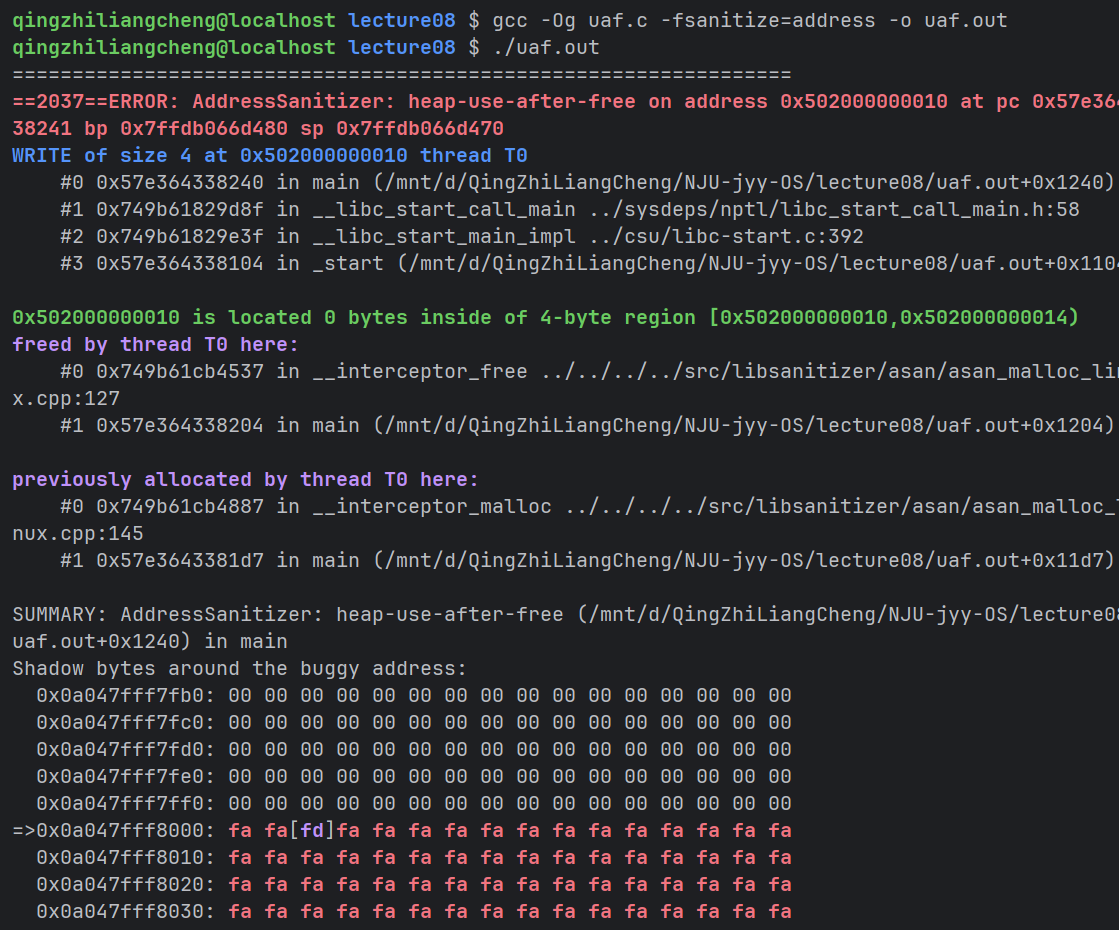 qingzhiliangcheng@localhost lecture08 $ gcc -Og uaf.c -fsanitize=address -o uaf.out
qingzhiliangcheng@localhost lecture08 $ ./uaf.out
=================================================================
==2037==ERROR: AddressSanitizer: heap-use-after-free on address 0x502000000010 at pc 0x57e364
38241 bp 0x7ffdb066d480 sp 0x7ffdb066d470
WRITE of size 4 at 0x502000000010 thread T0
    #0 0x57e364338240 in main (/mnt/d/QingZhiLiangCheng/NJU-jyy-OS/lecture08/uaf.out+0x1240)
    #1 0x749b61829d8f in __libc_start_call_main ../sysdeps/nptl/libc_start_call_main.h:58
    #2 0x749b61829e3f in __libc_start_main_impl ../csu/libc-start.c:392
    #3 0x57e364338104 in _start (/mnt/d/QingZhiLiangCheng/NJU-jyy-OS/lecture08/uaf.out+0x1104

0x502000000010 is located 0 bytes inside of 4-byte region [0x502000000010,0x502000000014)
freed by thread T0 here:
    #0 0x749b61cb4537 in __interceptor_free ../../../../src/libsanitizer/asan/asan_malloc_lin
x.cpp:127
    #1 0x57e364338204 in main (/mnt/d/QingZhiLiangCheng/NJU-jyy-OS/lecture08/uaf.out+0x1204)

previously allocated by thread T0 here:
    #0 0x749b61cb4887 in __interceptor_malloc ../../../../src/libsanitizer/asan/asan_malloc_
nux.cpp:145
    #1 0x57e3643381d7 in main (/mnt/d/QingZhiLiangCheng/NJU-jyy-OS/lecture08/uaf.out+0x11d7)

SUMMARY: AddressSanitizer: heap-use-after-free (/mnt/d/QingZhiLiangCheng/NJU-jyy-OS/lecture08
uaf.out+0x1240) in main
Shadow bytes around the buggy address:
  0x0a047fff7fb0: 00 00 00 00 00 00 00 00 00 00 00 00 00 00 00 00
  0x0a047fff7fc0: 00 00 00 00 00 00 00 00 00 00 00 00 00 00 00 00
  0x0a047fff7fd0: 00 00 00 00 00 00 00 00 00 00 00 00 00 00 00 00
  0x0a047fff7fe0: 00 00 00 00 00 00 00 00 00 00 00 00 00 00 00 00
  0x0a047fff7ff0: 00 00 00 00 00 00 00 00 00 00 00 00 00 00 00 00
=>0x0a047fff8000: fa fa[fd]fa fa fa fa fa fa fa fa fa fa fa fa fa
  0x0a047fff8010: fa fa fa fa fa fa fa fa fa fa fa fa fa fa fa fa
  0x0a047fff8020: fa fa fa fa fa fa fa fa fa fa fa fa fa fa fa fa
  0x0a047fff8030: fa fa fa fa fa fa fa fa fa fa fa fa fa fa fa fa